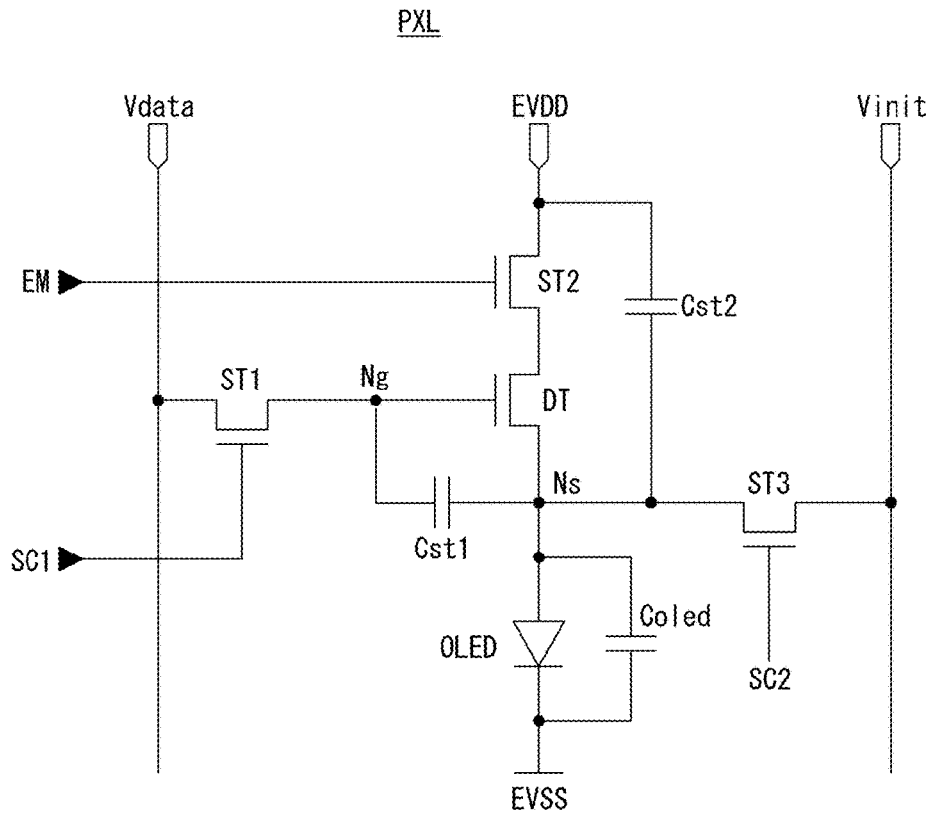 PXL
Vdata
EVDD
Vinit
EM
ST2
Cst2
ST1
Ng
DT
Ns
ST3
Cst1
SC1
OLED
Coled
SC2
EVSS